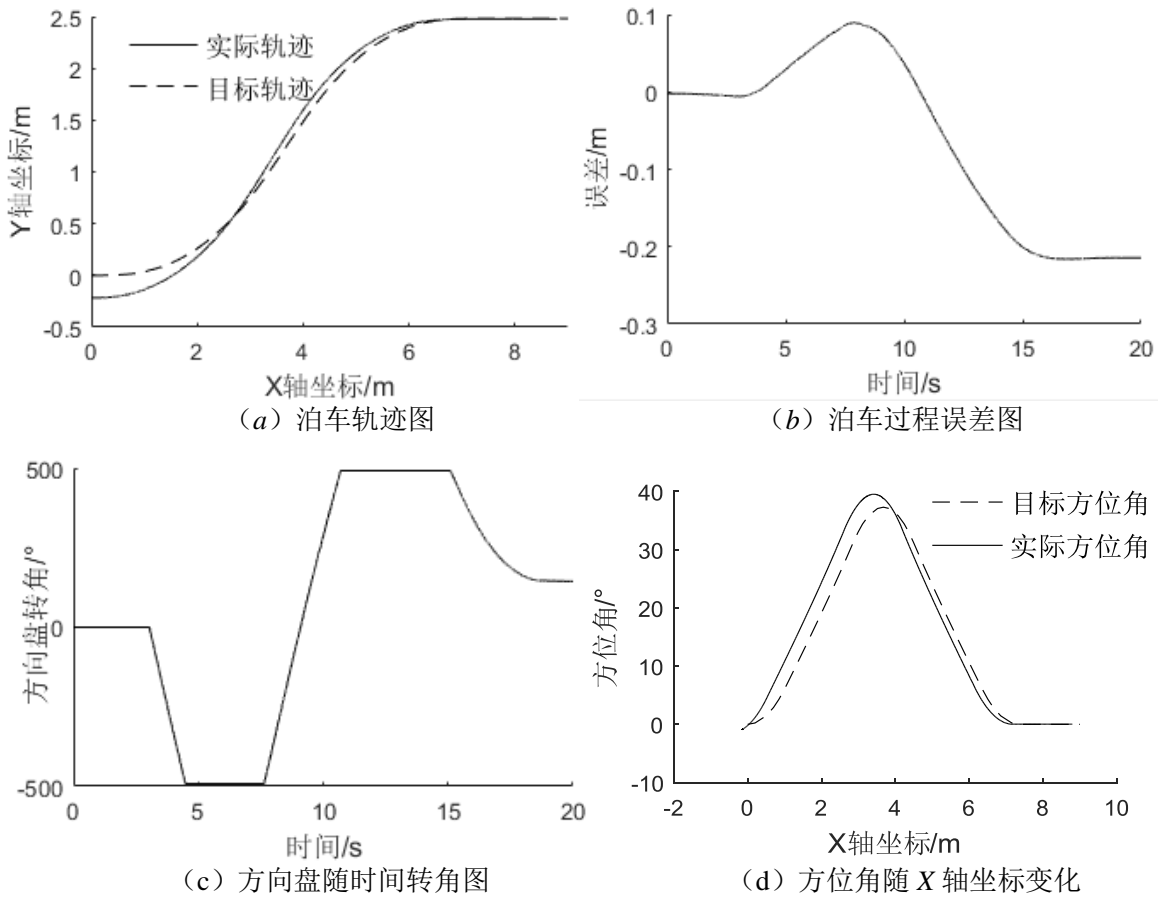 2.5
2
1.5
1
0.5
0
-0.5
Y轴坐标/m
实际轨迹
目标轨迹
0 2 4 6 8
X轴坐标/m
（a）泊车轨迹图
0.1
0
-0.1
-0.2
-0.3
误差/m
0 5 10 15 20
时间/s
（b）泊车过程误差图
500
0
-500
方向盘转角/°
0 5 10 15 20
时间/s
（c）方向盘随时间转角图
40
30
20
10
0
-10
方位角/°
目标方位角
实际方位角
-2 0 2 4 6 8 10
X轴坐标/m
（d）方位角随 X 轴坐标变化